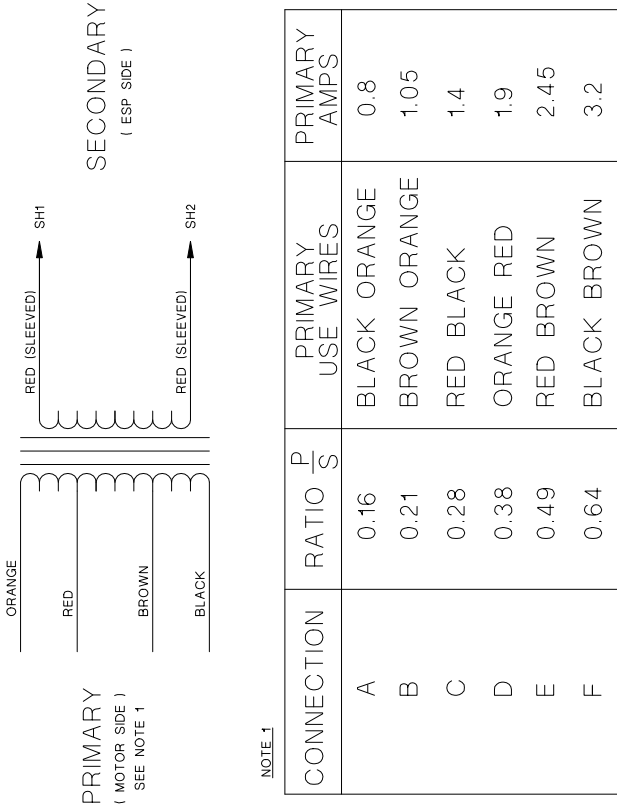 PRIMARY
( MOTOR SIDE )
SEE NOTE 1
ORANGE
RED
BROWN
BLACK
RED (SLEEVED)
RED (SLEEVED)
SH1
SH2
SECONDARY
( ESP SIDE )
NOTE 1
CONNECTION RATIO P/S PRIMARY USE WIRES PRIMARY AMPS
A 0.16 BLACK ORANGE 0.8
B 0.21 BROWN ORANGE 1.05
C 0.28 RED BLACK 1.4
D 0.38 ORANGE RED 1.9
E 0.49 RED BROWN 2.45
F 0.64 BLACK BROWN 3.2